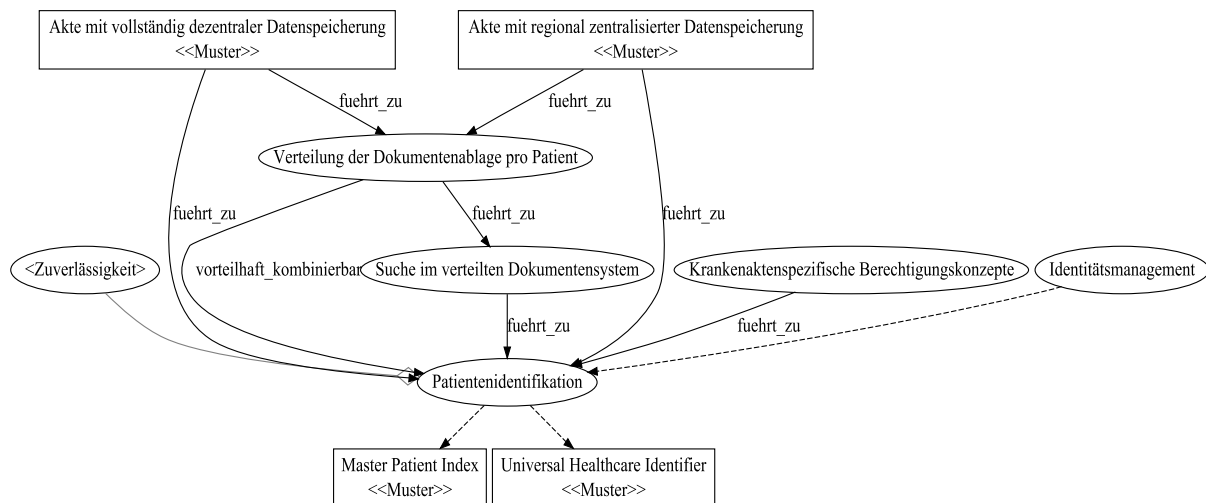 Akte mit vollständig dezentraler Datenspeicherung
<<Muster>>
Akte mit regional zentralisierter Datenspeicherung
<<Muster>>
fuehrt_zu
fuehrt_zu
Verteilung der Dokumentenablage pro Patient
fuehrt_zu
fuehrt_zu
fuehrt_zu
<Zuverlässigkeit>
vorteilhaft_kombinierbar
Suche im verteilten Dokumentensystem
Krankenaktenspezifische Berechtigungskonzepte
Identitätsmanagement
fuehrt_zu
fuehrt_zu
Patientenidentifikation
Master Patient Index
<<Muster>>
Universal Healthcare Identifier
<<Muster>>